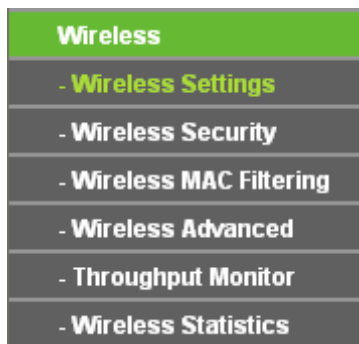 Wireless
- Wireless Settings
- Wireless Security
- Wireless MAC Filtering
- Wireless Advanced
- Throughput Monitor
- Wireless Statistics